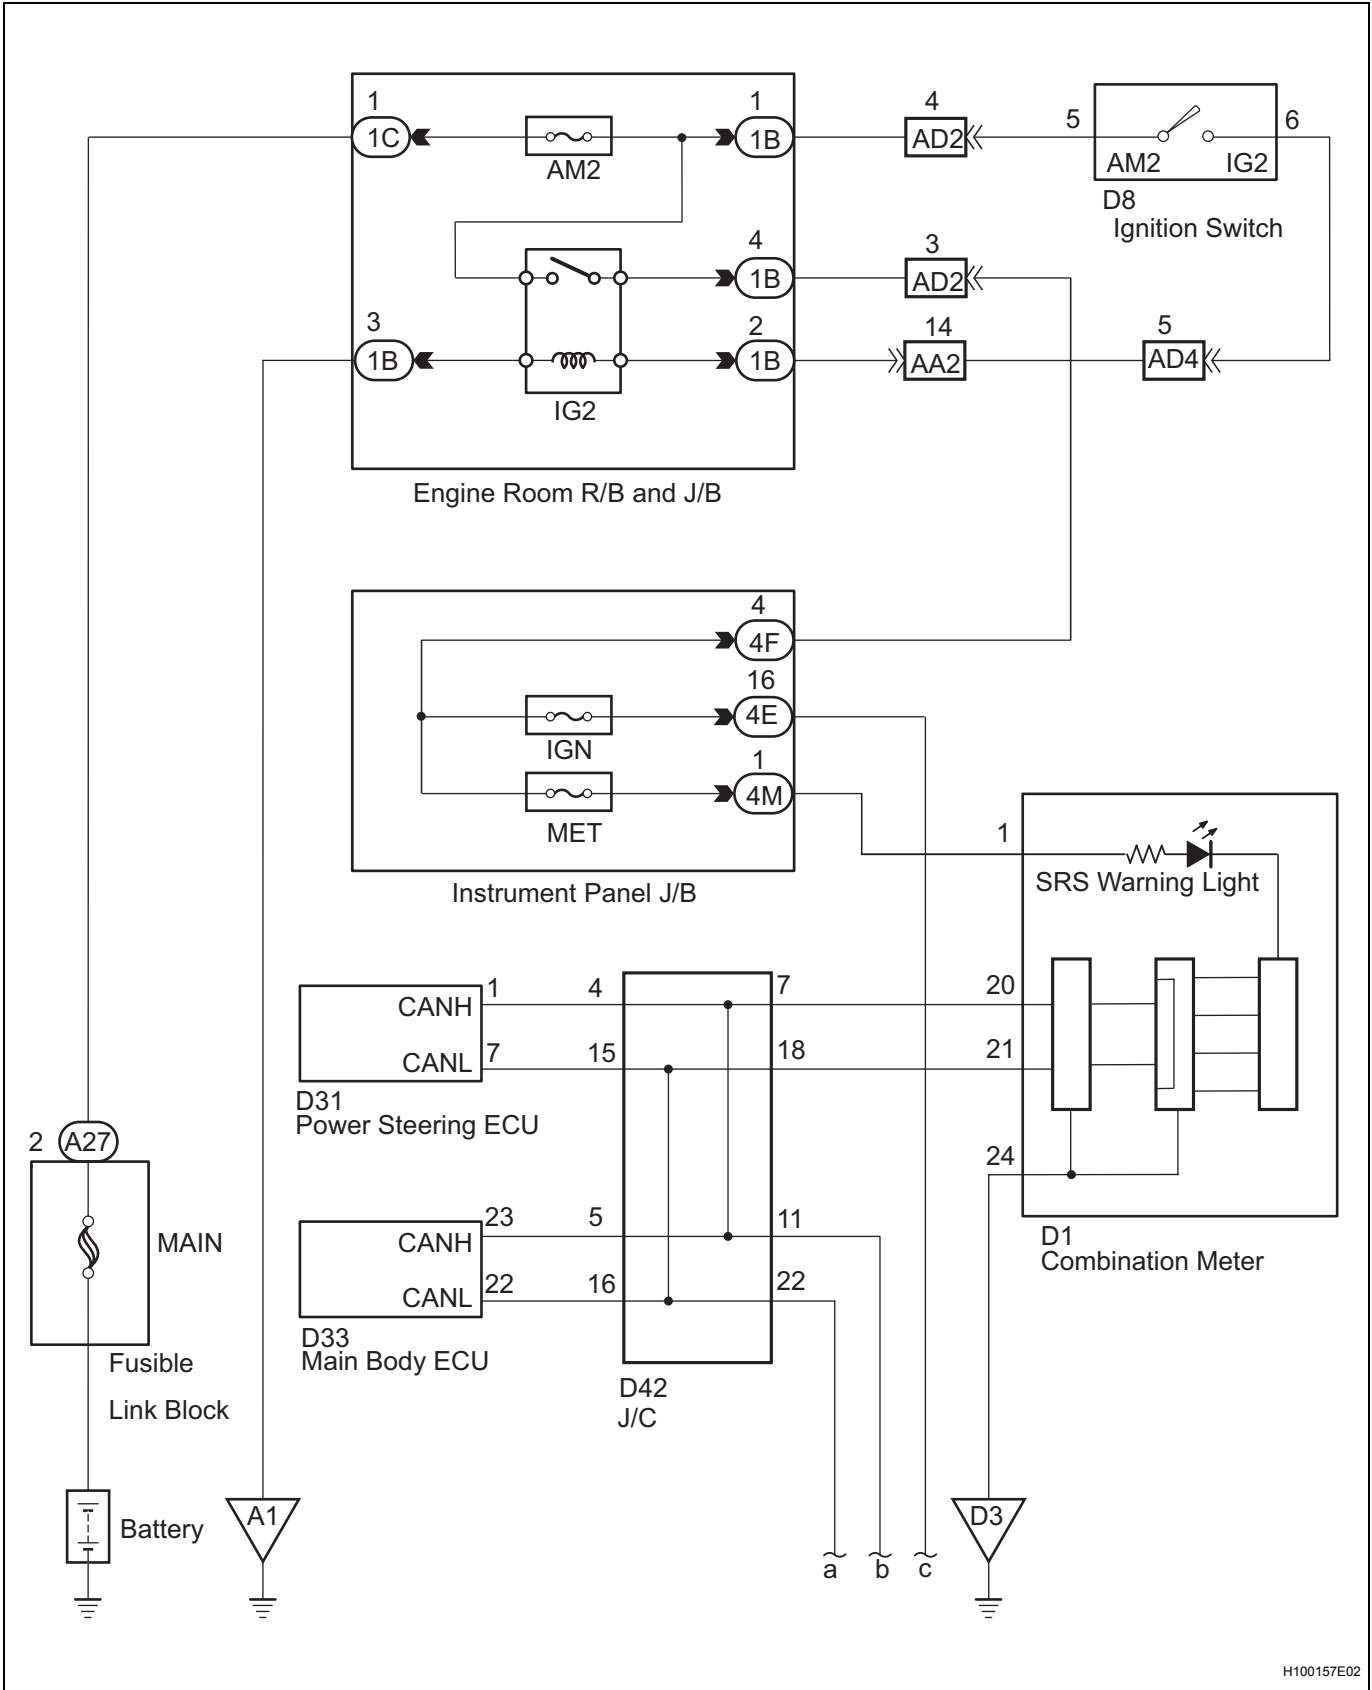 1
1
4
1C
1B
AD2
5
6
AM2
AM2
IG2
D8
Ignition Switch
4
3
1B
AD2
3
2
14
5
1B
1B
AA2
AD4
IG2
Engine Room R/B and J/B
4
4F
16
4E
IGN
1
4M
MET
Instrument Panel J/B
1
SRS Warning Light
CANH
1
4
7
20
CANL
7
15
18
21
D31
Power Steering ECU
24
2
A27
CANH
23
5
11
MAIN
CANL
22
16
22
D1
Combination Meter
D33
Main Body ECU
Fusible
Link Block
D42
J/C
Battery
A1
D3
a
b
c
H100157E02